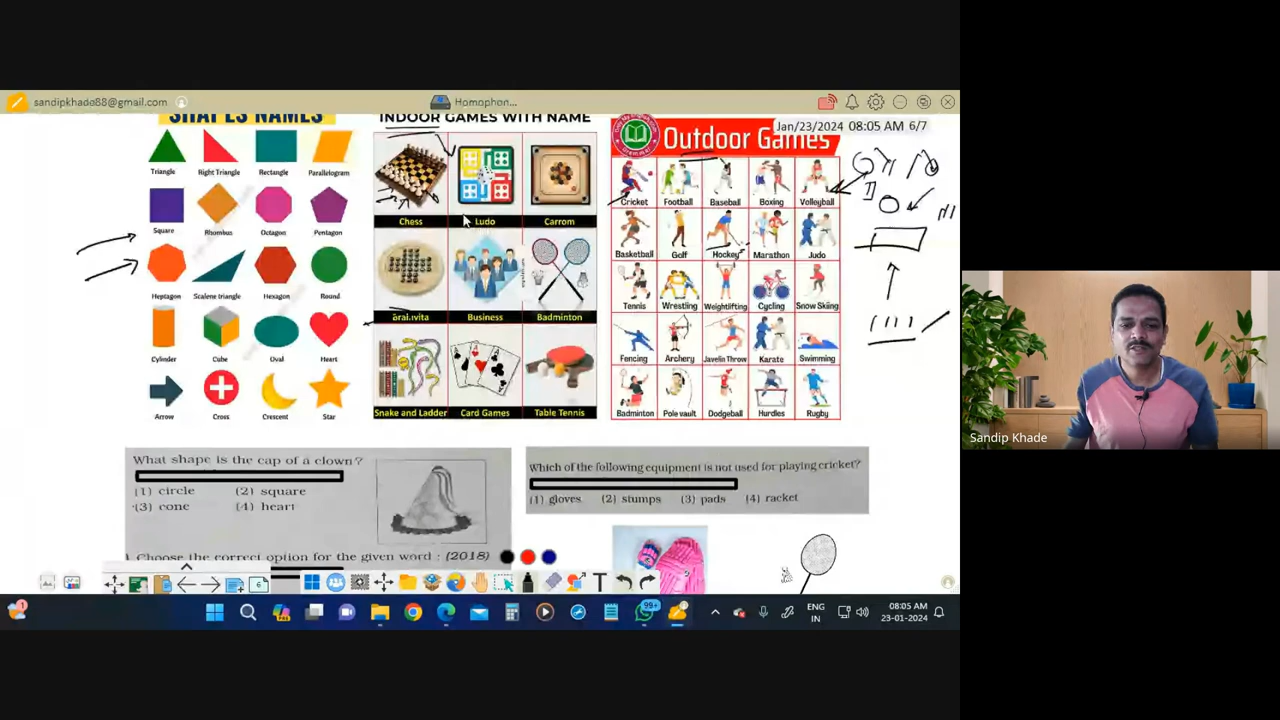 sandipkhade88@gmail.com
Homophon...
SHAPES NAMES
Triangle
Right Triangle
Rectangle
Parallelogram
Square
Rhombus
Octagon
Pentagon
Heptagon
Scalene triangle
Hexagon
Round
Cylinder
Cube
Oval
Heart
Arrow
Cross
Crescent
Star
INDOOR GAMES WITH NAME
Chess
Ludo
Carrom
Business
Badminton
Snake and Ladder
Card Games
Table Tennis
Outdoor Games
Jan/23/2024 08:05 AM 6/7
Cricket
Football
Baseball
Boxing
Volleyball
Basketball
Golf
Hockey
Marathon
Judo
Tennis
Wrestling
Weightlifting
Cycling
Snow Skiing
Fencing
Archery
Javelin Throw
Karate
Swimming
Badminton
Pole vault
Dodgeball
Hurdles
Rugby
What shape is the cap of a clown?
(1) circle (2) square
(3) cone (4) heart
Choose the correct option for the given word : (2018)
Which of the following equipment is not used for playing cricket?
(1) gloves (2) stumps (3) pads (4) racket
Sandip Khade
6
T
1
99+
ENG
IN
08:05 AM
23-01-2024